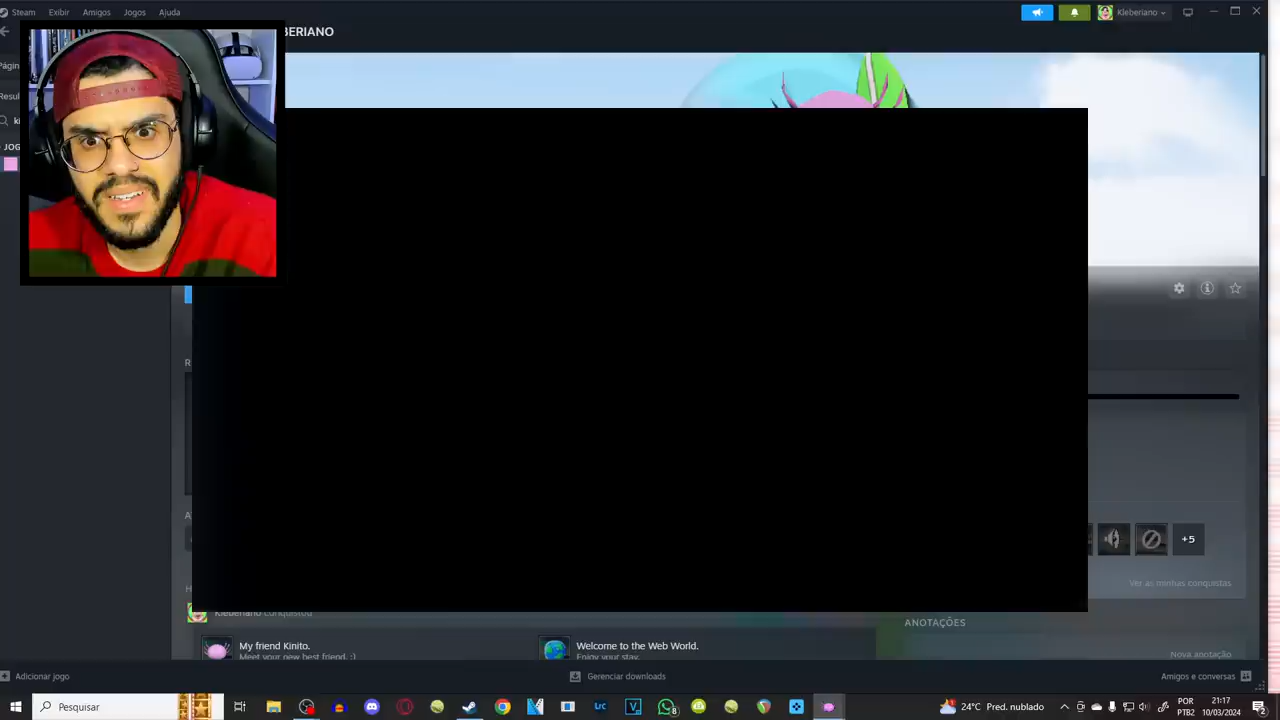 Steam Exibir Amigos Jogos Ajuda Kleberiano
BERIANO
JOG
+5
Ver as minhas conquistas
Kleberiano conquistou
ANOTAÇÕES
My friend Kinito. Welcome to the Web World.
Meet your new best friend. :) Enjoy your stay.
Nova anotação
Adicionar jogo Gerenciar downloads Amigos e conversas
Pesquisar 24°C Pred. nublado POR 21:17
PTB2 10/03/2024